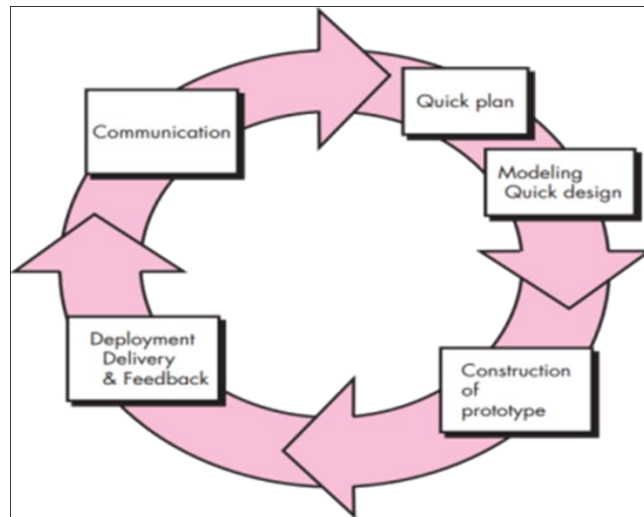 Communication
Quick plan
Modeling
Quick design
Construction
of
prototype
Deployment
Delivery
& Feedback